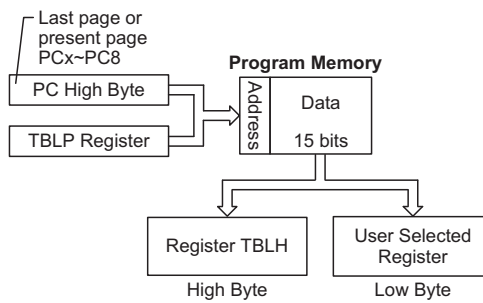 Last page or
present page
PCx~PC8
Program Memory
PC High Byte
TBLP Register
Address
Data
15 bits
Register TBLH
User Selected
Register
High Byte
Low Byte